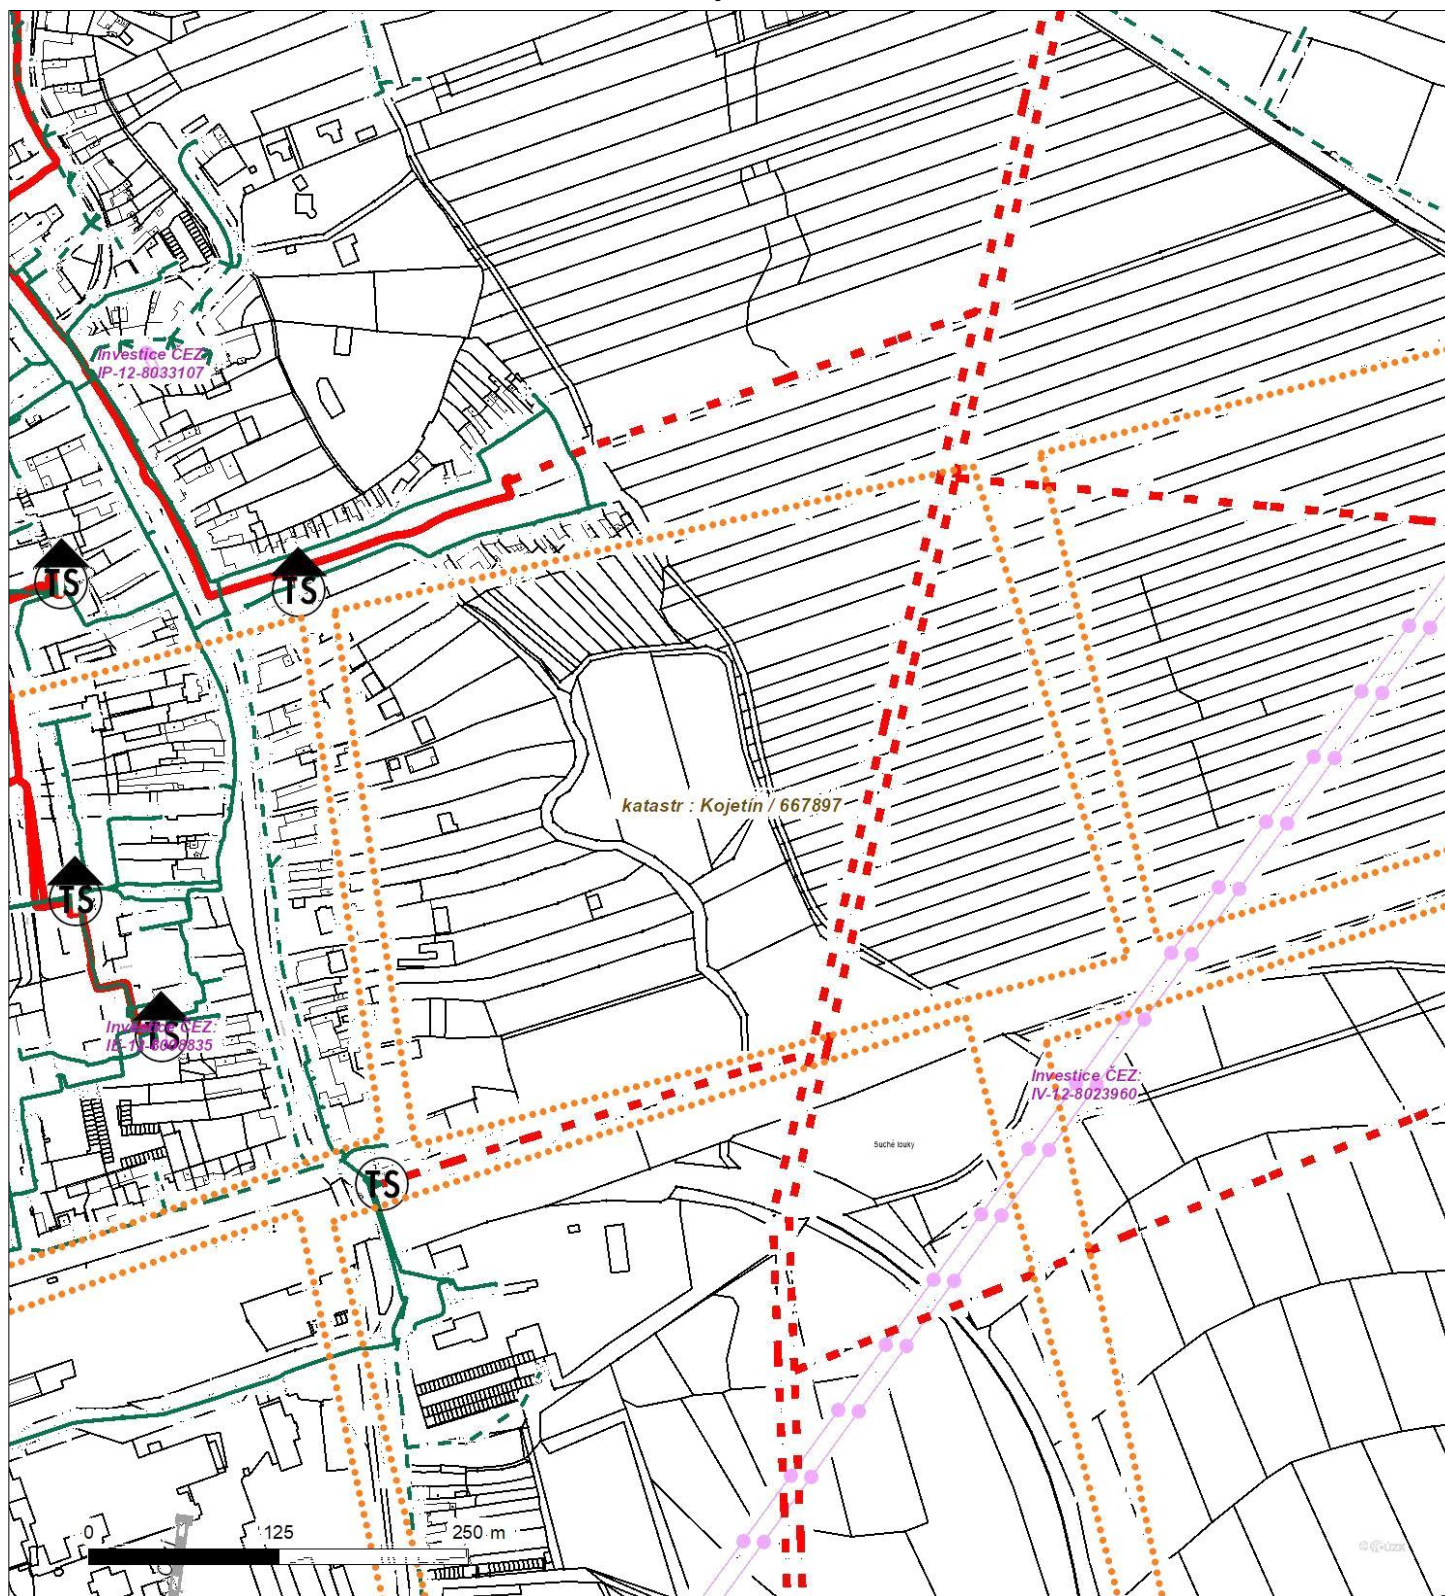 Investice ČEZ:
IP-12-8033107
TS
TS
katastr : Kojetín / 667897
TS
TS
Investice ČEZ:
Investice ČEZ:
IV-12-8023960
Suché louky
TS
0 125 250 m